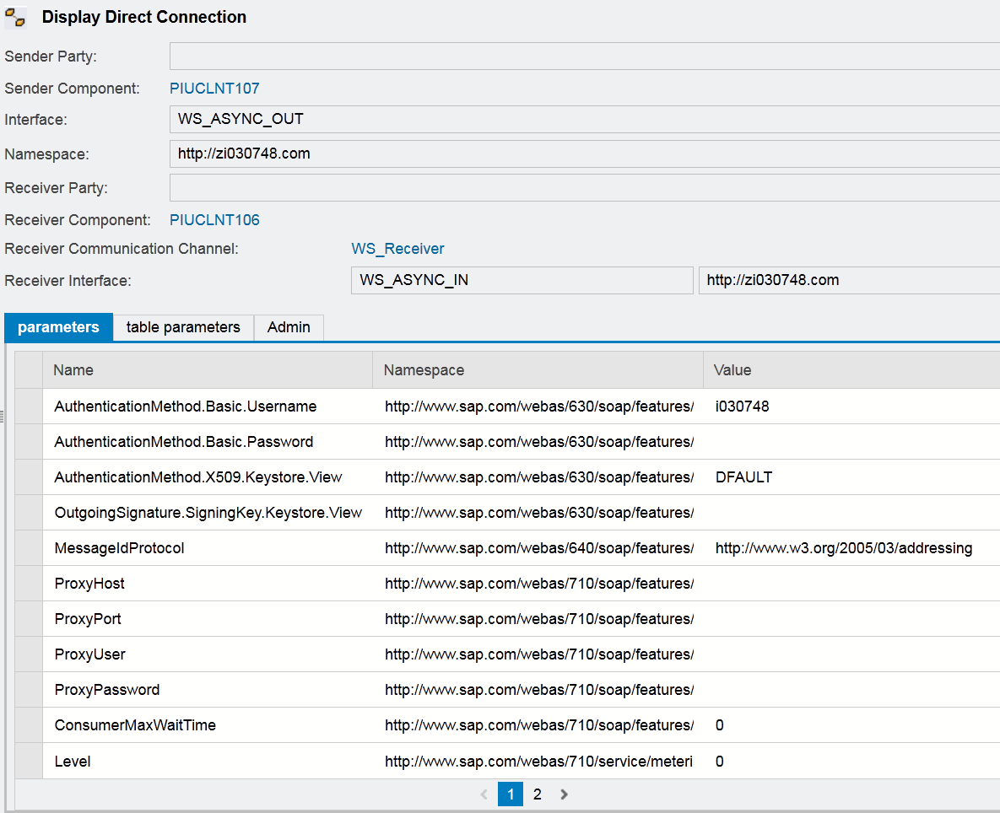 Display Direct Connection
Sender Party:
Sender Component: PIUCLNT107
Interface: WS_ASYNC_OUT
Namespace: http://zi030748.com
Receiver Party:
Receiver Component: PIUCLNT106
Receiver Communication Channel: WS_Receiver
Receiver Interface: WS_ASYNC_IN http://zi030748.com
parameters table parameters Admin
Name Namespace Value
AuthenticationMethod.Basic.Username http://www.sap.com/webas/630/soap/features/ i030748
AuthenticationMethod.Basic.Password http://www.sap.com/webas/630/soap/features/
AuthenticationMethod.X509.Keystore.View http://www.sap.com/webas/630/soap/features/ DFAULT
OutgoingSignature.SigningKey.Keystore.View http://www.sap.com/webas/630/soap/features/
MessageIdProtocol http://www.sap.com/webas/640/soap/features/ http://www.w3.org/2005/03/addressing
ProxyHost http://www.sap.com/webas/710/soap/features/
ProxyPort http://www.sap.com/webas/710/soap/features/
ProxyUser http://www.sap.com/webas/710/soap/features/
ProxyPassword http://www.sap.com/webas/710/soap/features/
ConsumerMaxWaitTime http://www.sap.com/webas/710/soap/features/ 0
Level http://www.sap.com/webas/710/service/meteri 0
1 2